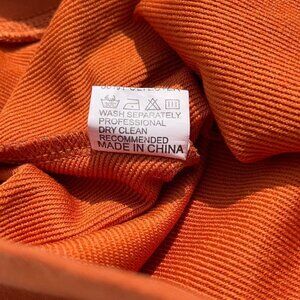 WASH SEPARATELY
PROFESSIONAL
DRY CLEAN
RECOMMENDED
MADE IN CHINA